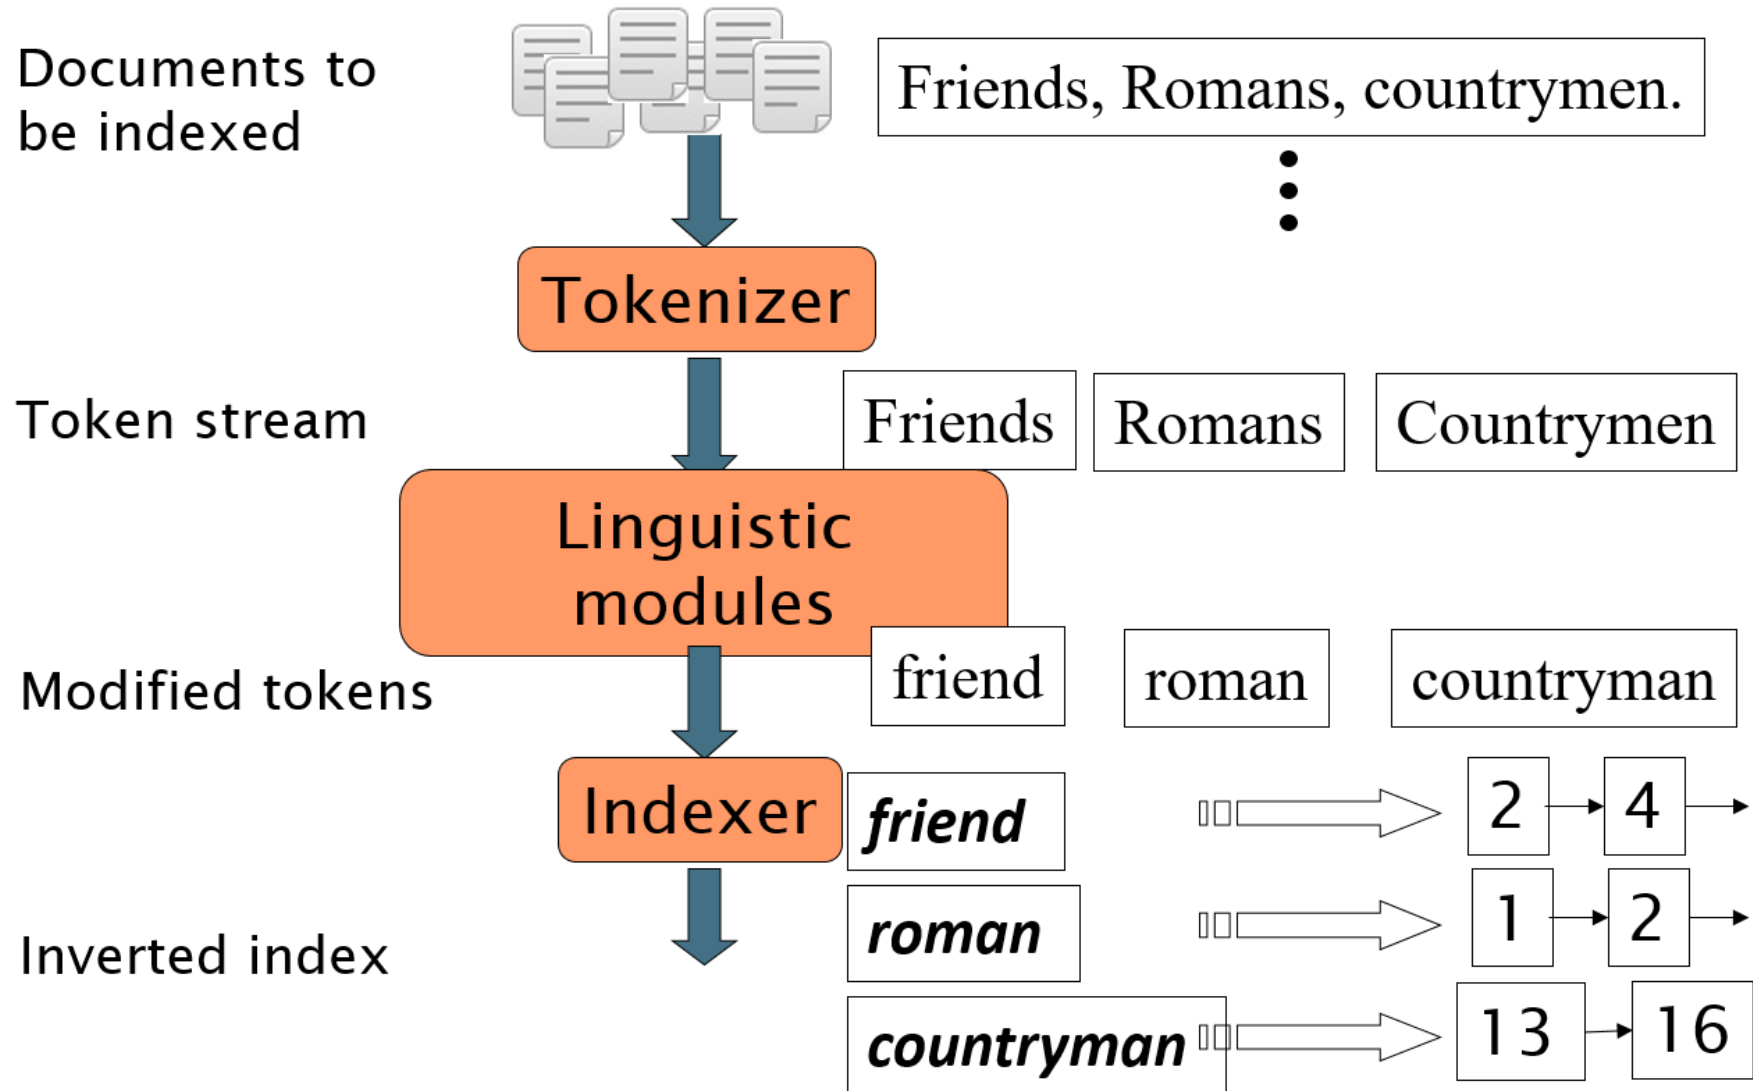 Documents to
be indexed
Friends, Romans, countrymen.
Tokenizer
Token stream
Friends
Romans
Countrymen
Linguistic
modules
Modified tokens
friend
roman
countryman
Indexer
friend
2
4
roman
1
2
Inverted index
countryman
13
16